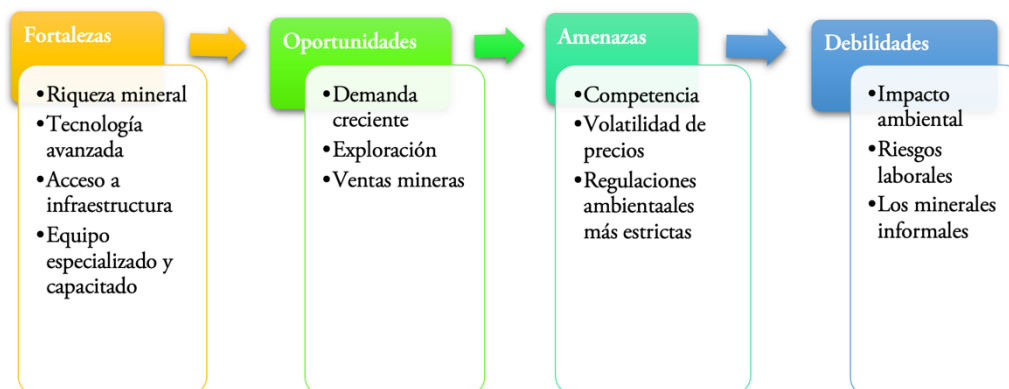 Fortalezas
•Riqueza mineral
•Tecnología
avanzada
•Acceso a
infraestructura
•Equipo
especializado y
capacitado
Oportunidades
•Demanda
creciente
•Exploración
•Ventas mineras
Amenazas
•Competencia
•Volatilidad de
precios
•Regulaciones
ambientaales
más estrictas
Debilidades
•Impacto
ambiental
•Riesgos
laborales
•Los minerales
informales